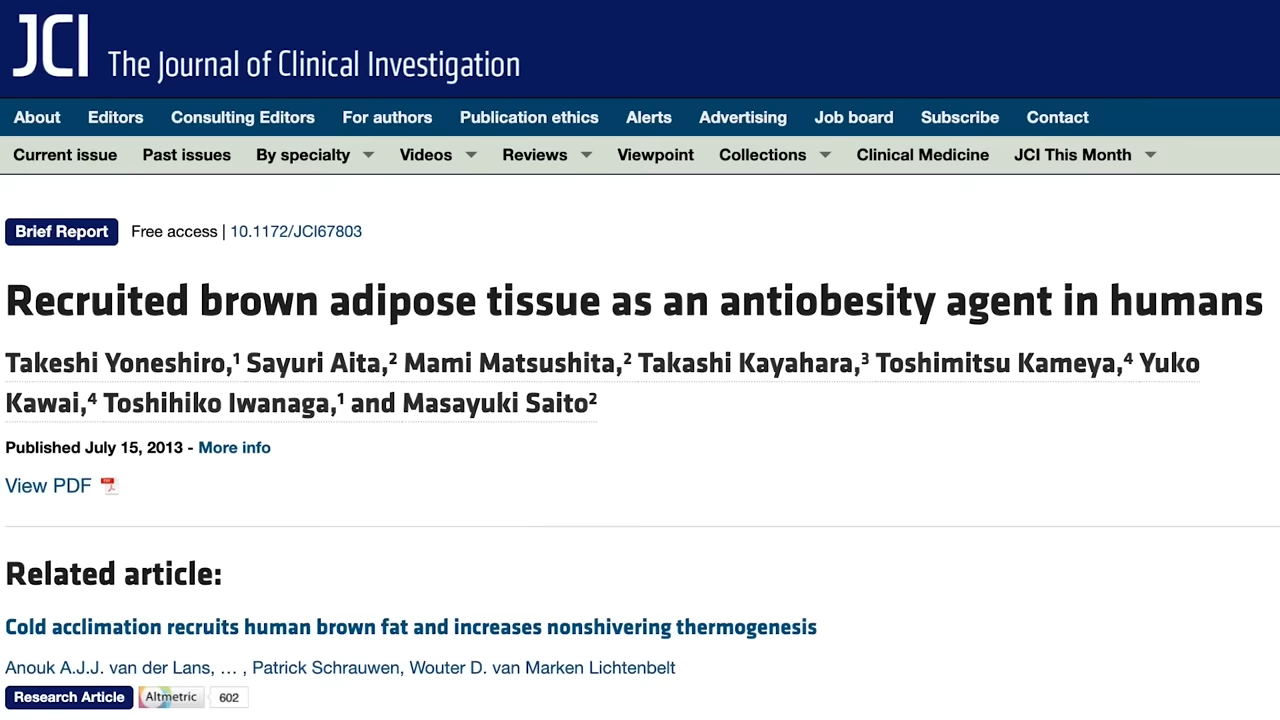 JCI The Journal of Clinical Investigation
About Editors Consulting Editors For authors Publication ethics Alerts Advertising Job board Subscribe Contact
Current issue Past issues By specialty Videos Reviews Viewpoint Collections Clinical Medicine JCI This Month
Brief Report Free access | 10.1172/JCI67803
Recruited brown adipose tissue as an antiobesity agent in humans
Takeshi Yoneshiro,¹ Sayuri Aita,² Mami Matsushita,² Takashi Kayahara,³ Toshimitsu Kameya,⁴ Yuko
Kawai,⁴ Toshihiko Iwanaga,¹ and Masayuki Saito²
Published July 15, 2013 - More info
View PDF
Related article:
Cold acclimation recruits human brown fat and increases nonshivering thermogenesis
Anouk A.J.J. van der Lans, … , Patrick Schrauwen, Wouter D. van Marken Lichtenbelt
Research Article Altmetric 602